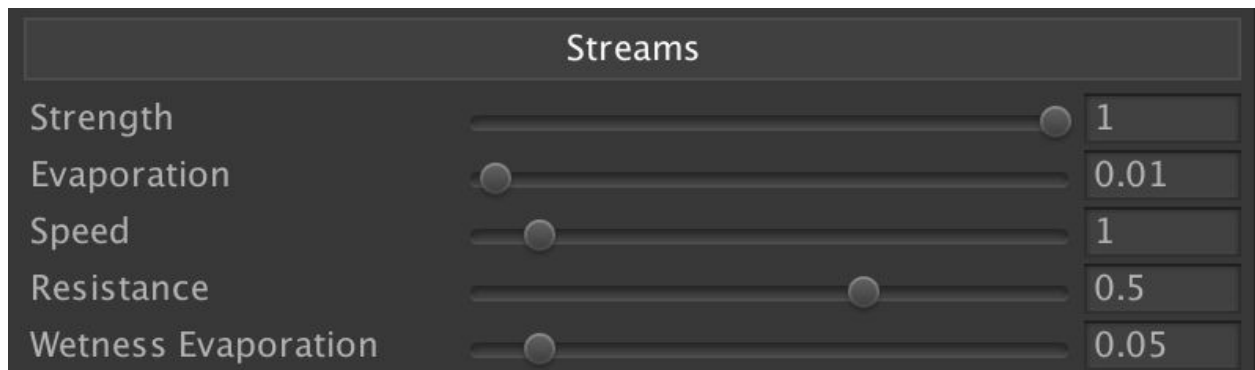 Streams
Strength 1
Evaporation 0.01
Speed 1
Resistance 0.5
Wetness Evaporation 0.05